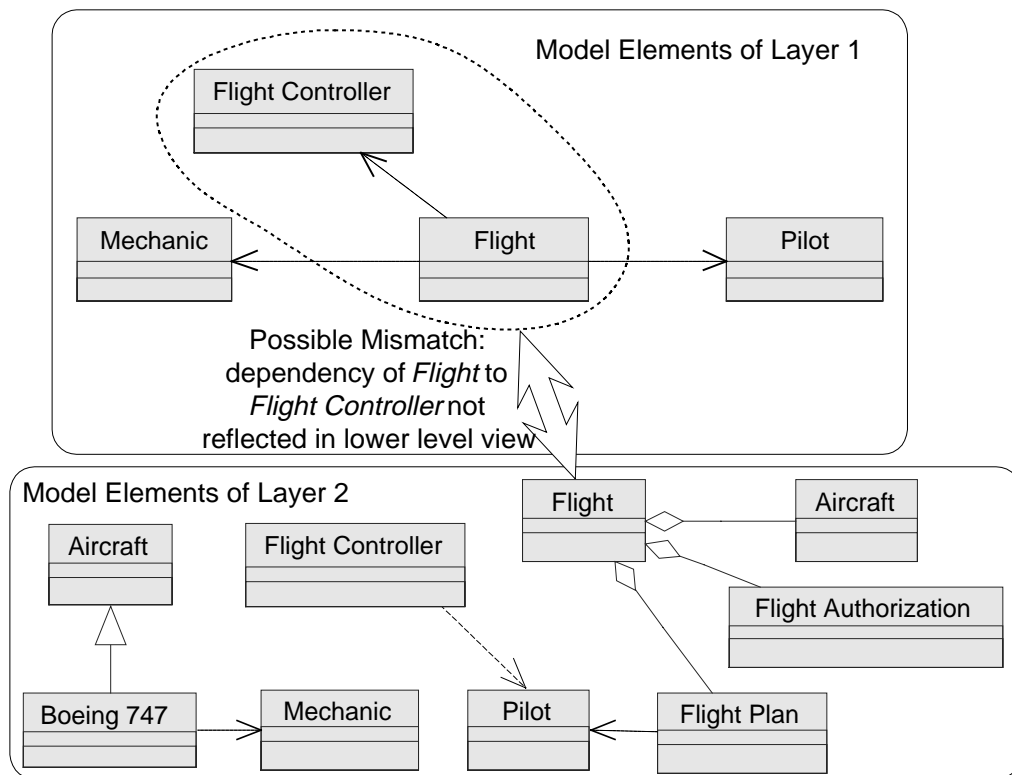 Model Elements of Layer 1
Flight Controller
Mechanic
Flight
Pilot
Possible Mismatch:
dependency of Flight to
Flight Controller not
reflected in lower level view
Model Elements of Layer 2
Flight
Aircraft
Aircraft
Flight Controller
Flight Authorization
Boeing 747
Mechanic
Pilot
Flight Plan